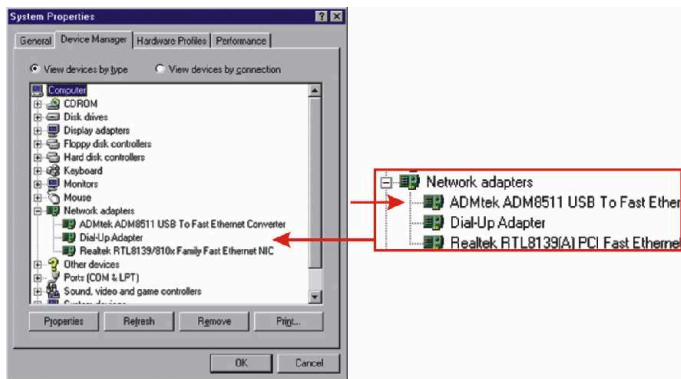 System Properties
General Device Manager Hardware Profiles Performance
View devices by type View devices by connection
Computer
CDROM
Disk drives
Display adapters
Floppy disk controllers
Hard disk controllers
Keyboard
Monitors
Mouse
Network adapters
ADMtek ADM8511 USB To Fast Ethernet Converter
Dial-Up Adapter
Realtek RTL8139/810x Family Fast Ethernet NIC
Other devices
Ports (COM & LPT)
Sound, video and game controllers
System devices
Properties Refresh Remove Print...
OK Cancel
Network adapters
ADMtek ADM8511 USB To Fast Ether
Dial-Up Adapter
Realtek RTL8139(A) PCI Fast Ethernet